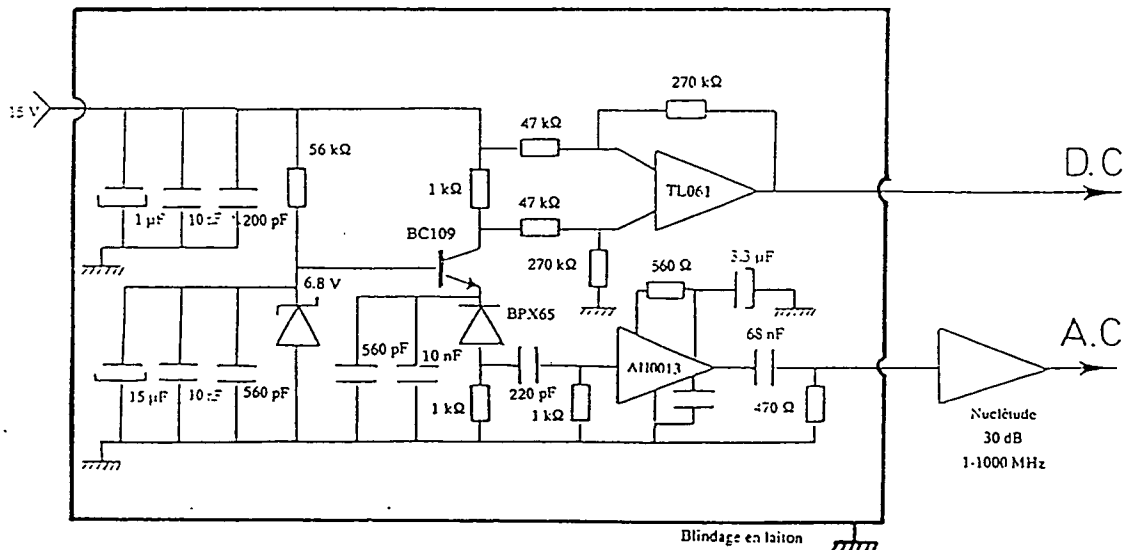 15 V
270 kΩ
47 kΩ
56 kΩ
D.C
1 kΩ
TL061
1 µF
200 pF
47 kΩ
BC109
270 kΩ
560 Ω
3.3 µF
6.8 V
BPX65
A.C
560 pF
10 nF
68 nF
15 µF
560 pF
220 pF
1 kΩ
1 kΩ
470 Ω
Nuclétude
30 dB
1-1000 MHz
Blindage en laiton